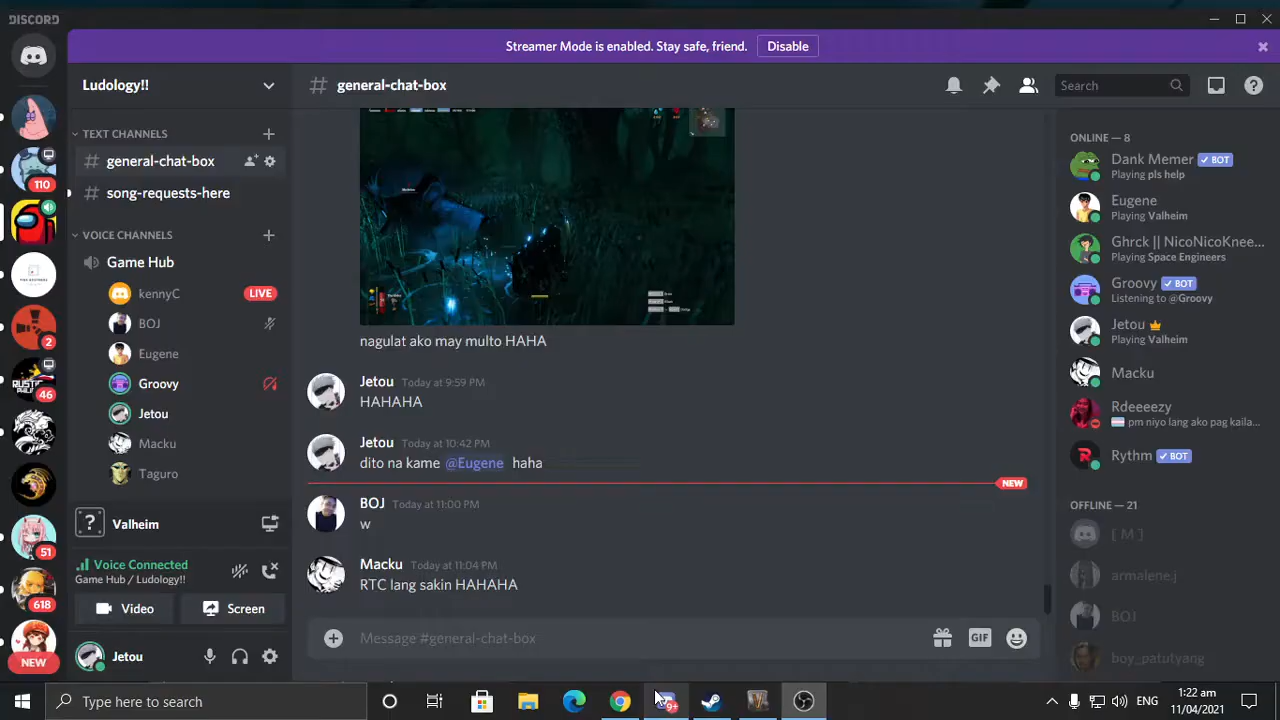 DISCORD
Streamer Mode is enabled. Stay safe, friend.
Disable
Ludology!!
general-chat-box
Search
TEXT CHANNELS
general-chat-box
song-requests-here
VOICE CHANNELS
Game Hub
kennyC
LIVE
BOJ
Eugene
Groovy
Jetou
Macku
Taguro
Valheim
Voice Connected
Game Hub / Ludology!!
Video
Screen
Jetou
110
2
46
51
618
NEW
nagulat ako may multo HAHA
Jetou Today at 9:59 PM
HAHAHA
Jetou Today at 10:42 PM
dito na kame @Eugene haha
NEW
BOJ Today at 11:00 PM
w
Macku Today at 11:04 PM
RTC lang sakin HAHAHA
Message #general-chat-box
GIF
ONLINE — 8
Dank Memer BOT
Playing pls help
Eugene
Playing Valheim
Ghrck || NicoNicoKnee...
Playing Space Engineers
Groovy BOT
Listening to @Groovy
Jetou
Playing Valheim
Macku
Rdeeeezy
pm niyo lang ako pag kaila...
Rythm BOT
OFFLINE — 21
[ M ]
armalene.j
BOJ
boy_patutyang
Type here to search
9+
ENG
1:22 am
11/04/2021